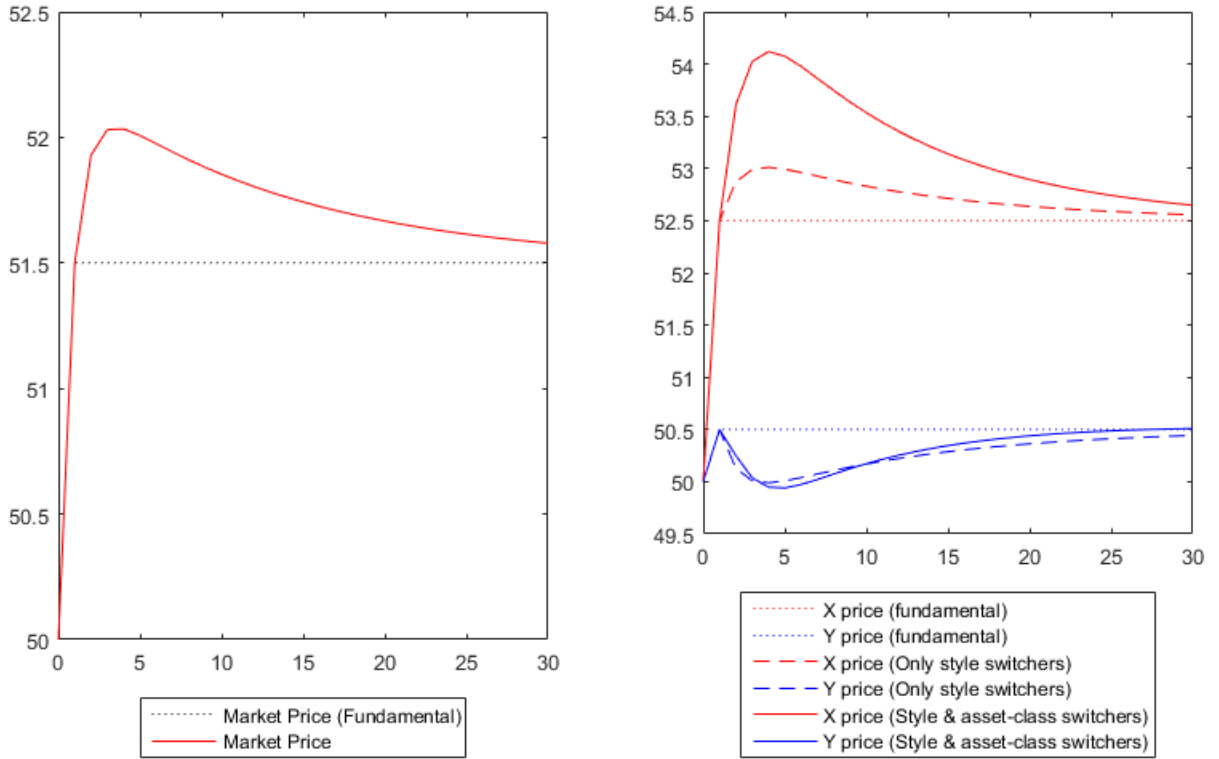 52.5
52
51.5
51
50.5
50
0 5 10 15 20 25 30
Market Price (Fundamental)
Market Price
54.5
54
53.5
53
52.5
52
51.5
51
50.5
50
49.5
0 5 10 15 20 25 30
X price (fundamental)
Y price (fundamental)
X price (Only style switchers)
Y price (Only style switchers)
X price (Style & asset-class switchers)
Y price (Style & asset-class switchers)